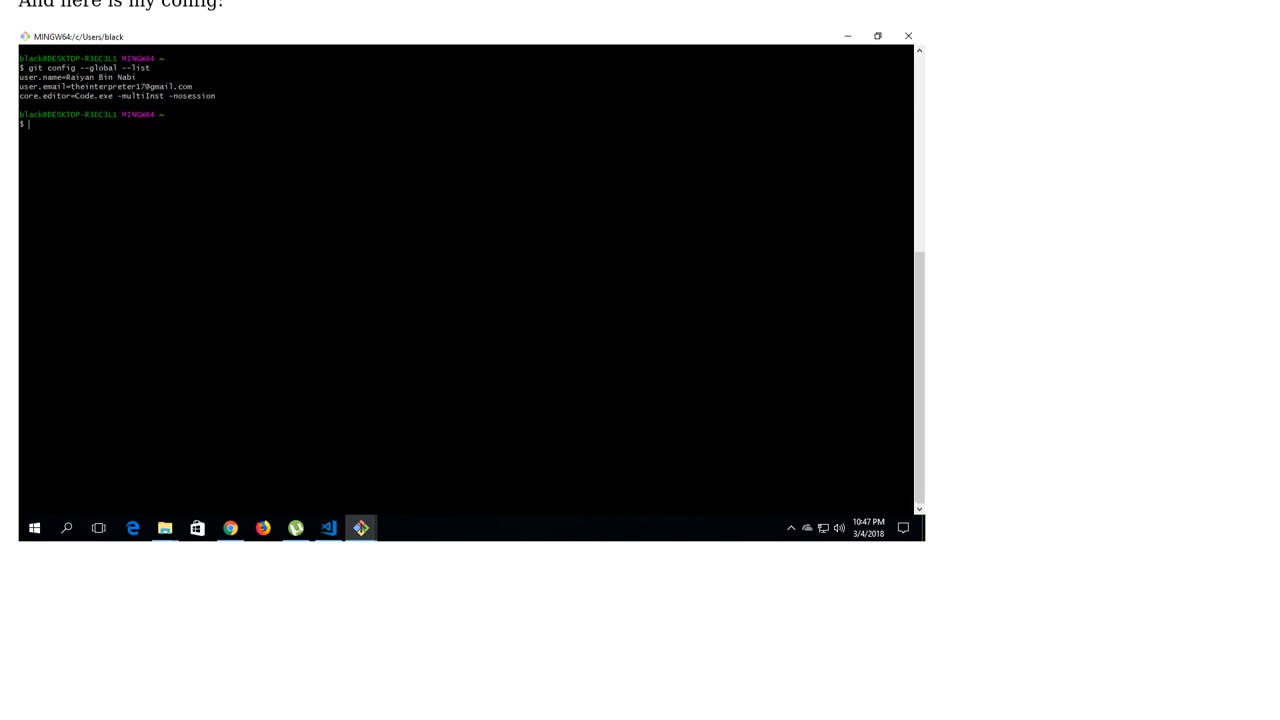 And here is my config:
MINGW64:/c/Users/black
black@DESKTOP-R3EC3L1 MINGW64 ~
$ git config --global --list
user.name=Raiyan Bin Nabi
user.email=theinterpreter17@gmail.com
core.editor=Code.exe -multiInst -nosession
black@DESKTOP-R3EC3L1 MINGW64 ~
$
10:47 PM
3/4/2018